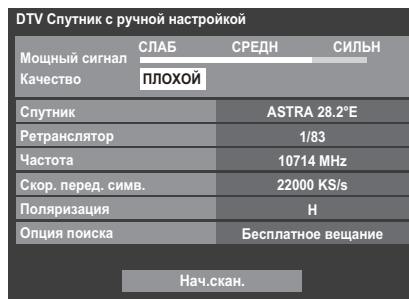 DTV Спутник с ручной настройкой
СЛАБ СРЕДН СИЛЬН
Мощный сигнал
Качество ПЛОХОЙ
Спутник ASTRA 28.2°E
Ретранслятор 1/83
Частота 10714 MHz
Скор. перед. симв. 22000 KS/s
Поляризация H
Опция поиска Бесплатное вещание
Нач.скан.